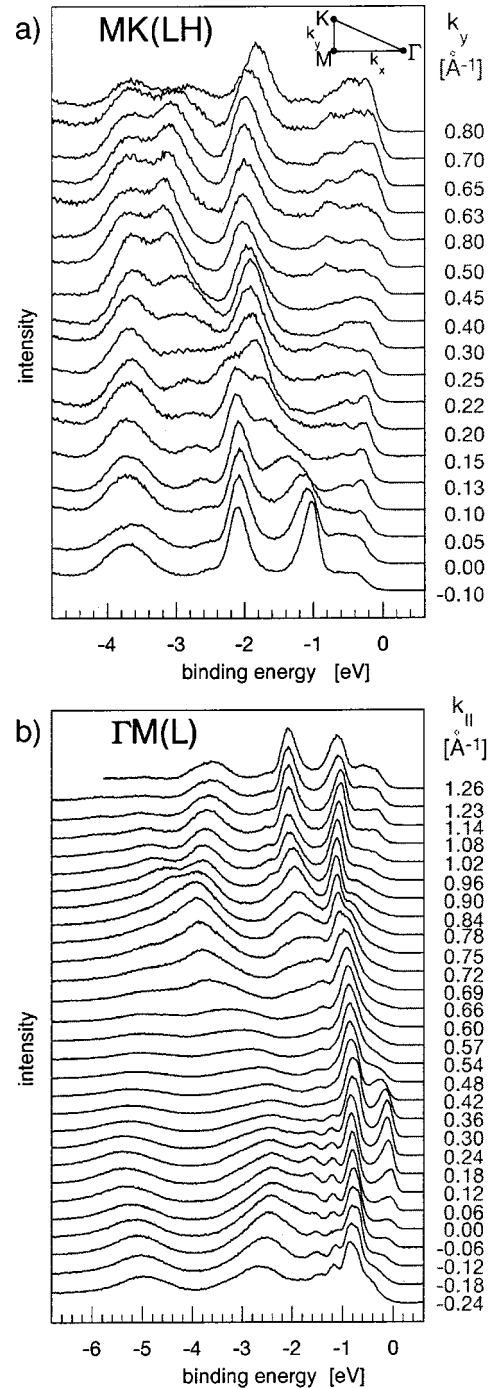 a)
MK(LH)
K
k_y
M
k_x
Γ
k_y
[Å⁻¹]
0.80
0.70
0.65
0.63
0.80
0.50
0.45
0.40
0.30
0.25
0.22
0.20
0.15
0.13
0.10
0.05
0.00
-0.10
intensity
-4 -3 -2 -1 0
binding energy [eV]
b)
ΓM(L)
k_||
[Å⁻¹]
1.26
1.23
1.14
1.08
1.02
0.96
0.90
0.84
0.78
0.75
0.72
0.69
0.66
0.60
0.57
0.54
0.48
0.42
0.36
0.30
0.24
0.18
0.12
0.06
0.00
-0.06
-0.12
-0.18
-0.24
intensity
-6 -5 -4 -3 -2 -1 0
binding energy [eV]